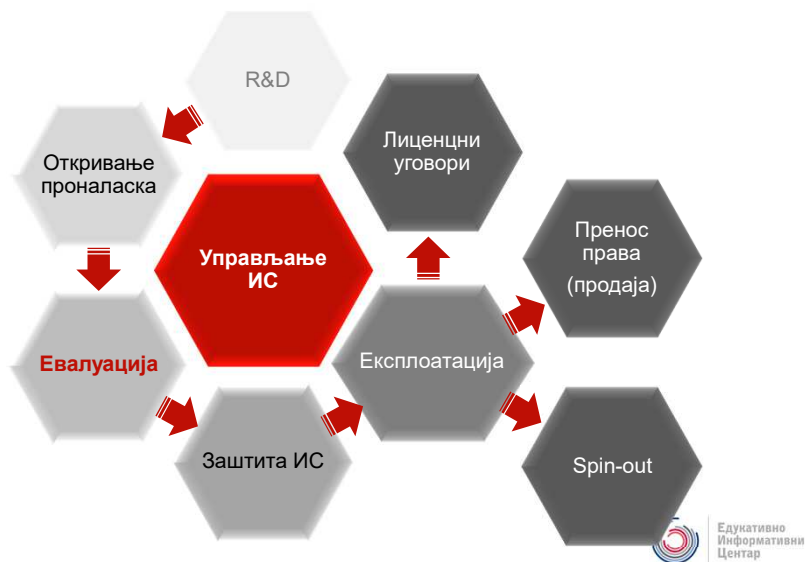 R&D
Откривање
проналаска
Лиценцни
уговори
Управљање
ИС
Пренос
права
(продаја)
Евалуација
Експлоатација
Заштита ИС
Spin-out
Едукативно
Информативни
Центар